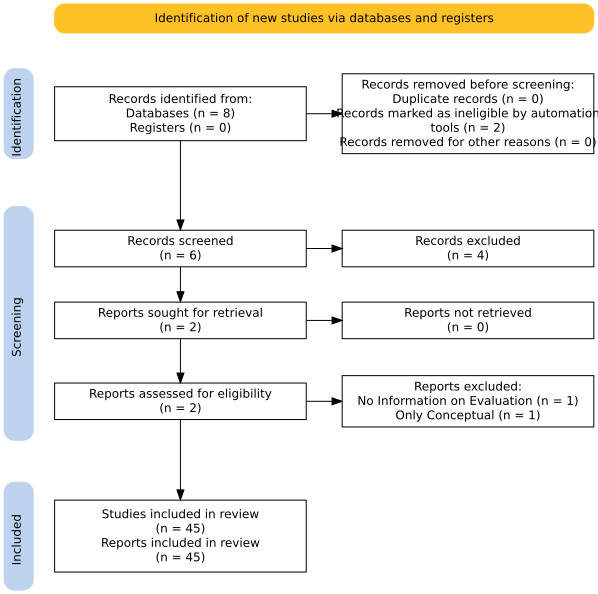 Identification of new studies via databases and registers
Identification
Records identified from:
Databases (n = 8)
Registers (n = 0)
Records removed before screening:
Duplicate records (n = 0)
Records marked as ineligible by automation
tools (n = 2)
Records removed for other reasons (n = 0)
Screening
Records screened
(n = 6)
Records excluded
(n = 4)
Reports sought for retrieval
(n = 2)
Reports not retrieved
(n = 0)
Reports assessed for eligibility
(n = 2)
Reports excluded:
No Information on Evaluation (n = 1)
Only Conceptual (n = 1)
Included
Studies included in review
(n = 45)
Reports included in review
(n = 45)